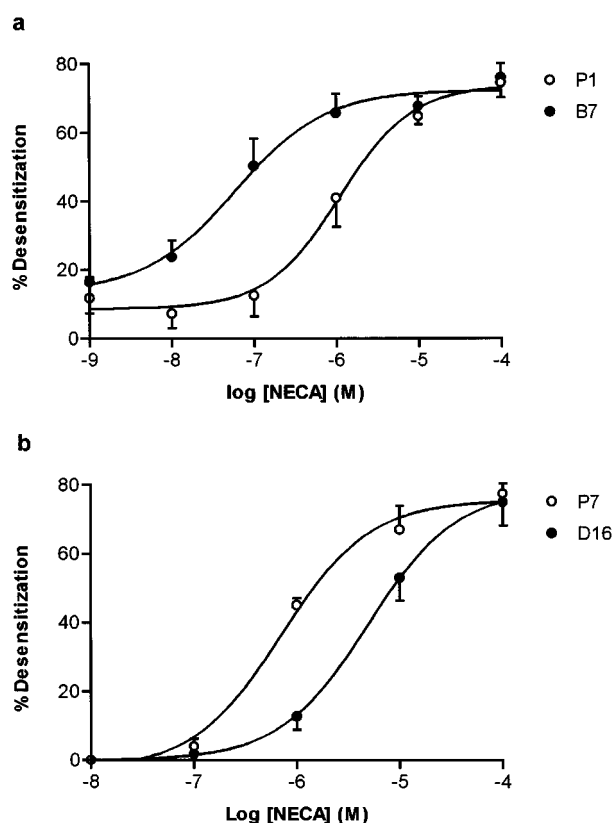 a
%Desensitization
80
60
40
20
0
-9 -8 -7 -6 -5 -4
log [NECA] (M)
P1
B7
b
%Desensitization
80
60
40
20
0
-8 -7 -6 -5 -4
Log [NECA] (M)
P7
D16